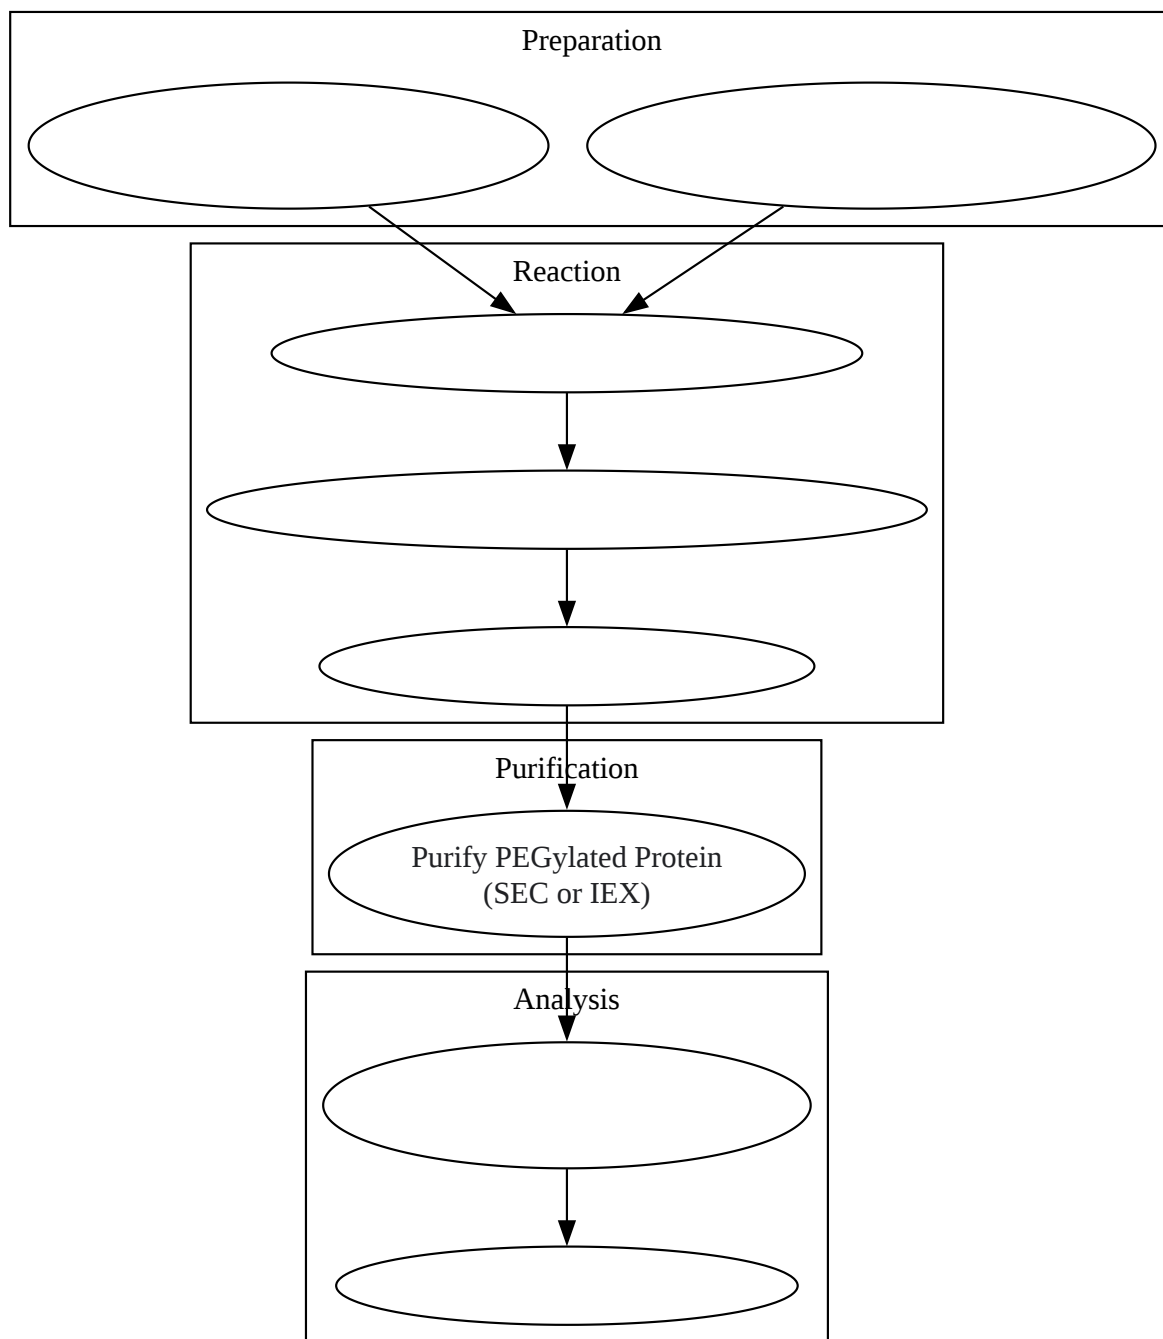 Preparation
Reaction
Purification
Purify PEGylated Protein
(SEC or IEX)
Analysis